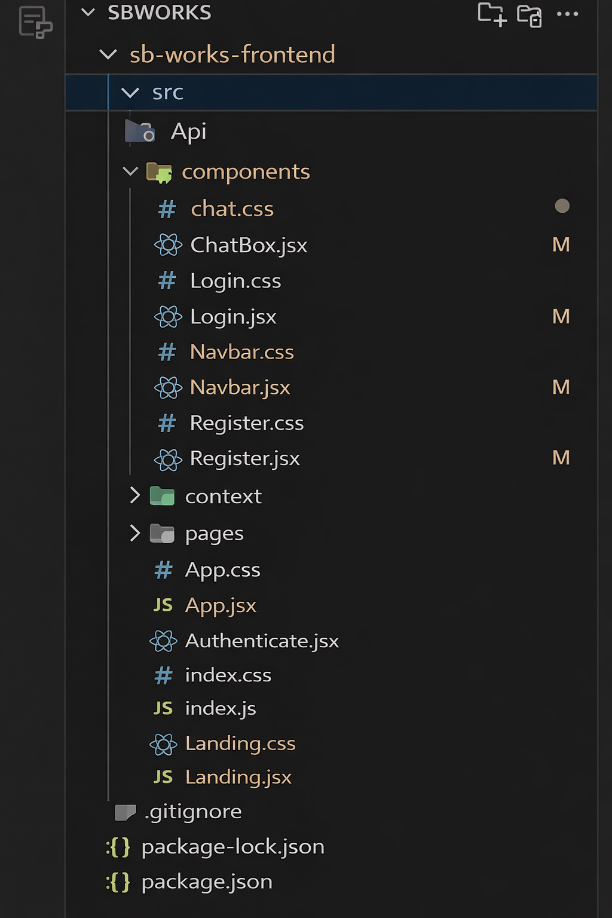 SBWORKS
sb-works-frontend
src
Api
components
# chat.css
ChatBox.jsx M
# Login.css
Login.jsx M
# Navbar.css
Navbar.jsx M
# Register.css
Register.jsx M
context
pages
# App.css
JS App.jsx
Authenticate.jsx
# index.css
JS index.js
Landing.css
JS Landing.jsx
.gitignore
:{} package-lock.json
:{} package.json